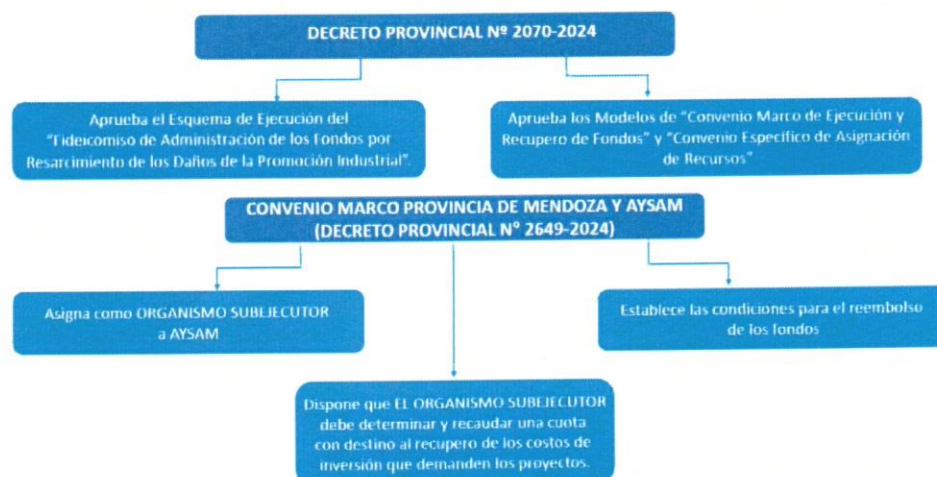 DECRETO PROVINCIAL Nº 2070-2024
Aprueba el Esquema de Ejecución del
"Fideicomiso de Administración de los Fondos por
Resarcimiento de los Daños de la Promoción Industrial".
Aprueba los Modelos de "Convenio Marco de Ejecución y
Recupero de Fondos" y "Convenio Específico de Asignación
de Recursos"
CONVENIO MARCO PROVINCIA DE MENDOZA Y AYSAM
(DECRETO PROVINCIAL N° 2649-2024)
Asigna como ORGANISMO SUBEJECUTOR
a AYSAM
Establece las condiciones para el reembolso
de los fondos
Dispone que EL ORGANISMO SUBEJECUTOR
debe determinar y recaudar una cuota
con destino al recupero de los costos de
inversión que demanden los proyectos.